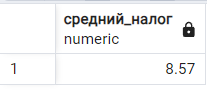 средний_налог
numeric
1
8.57